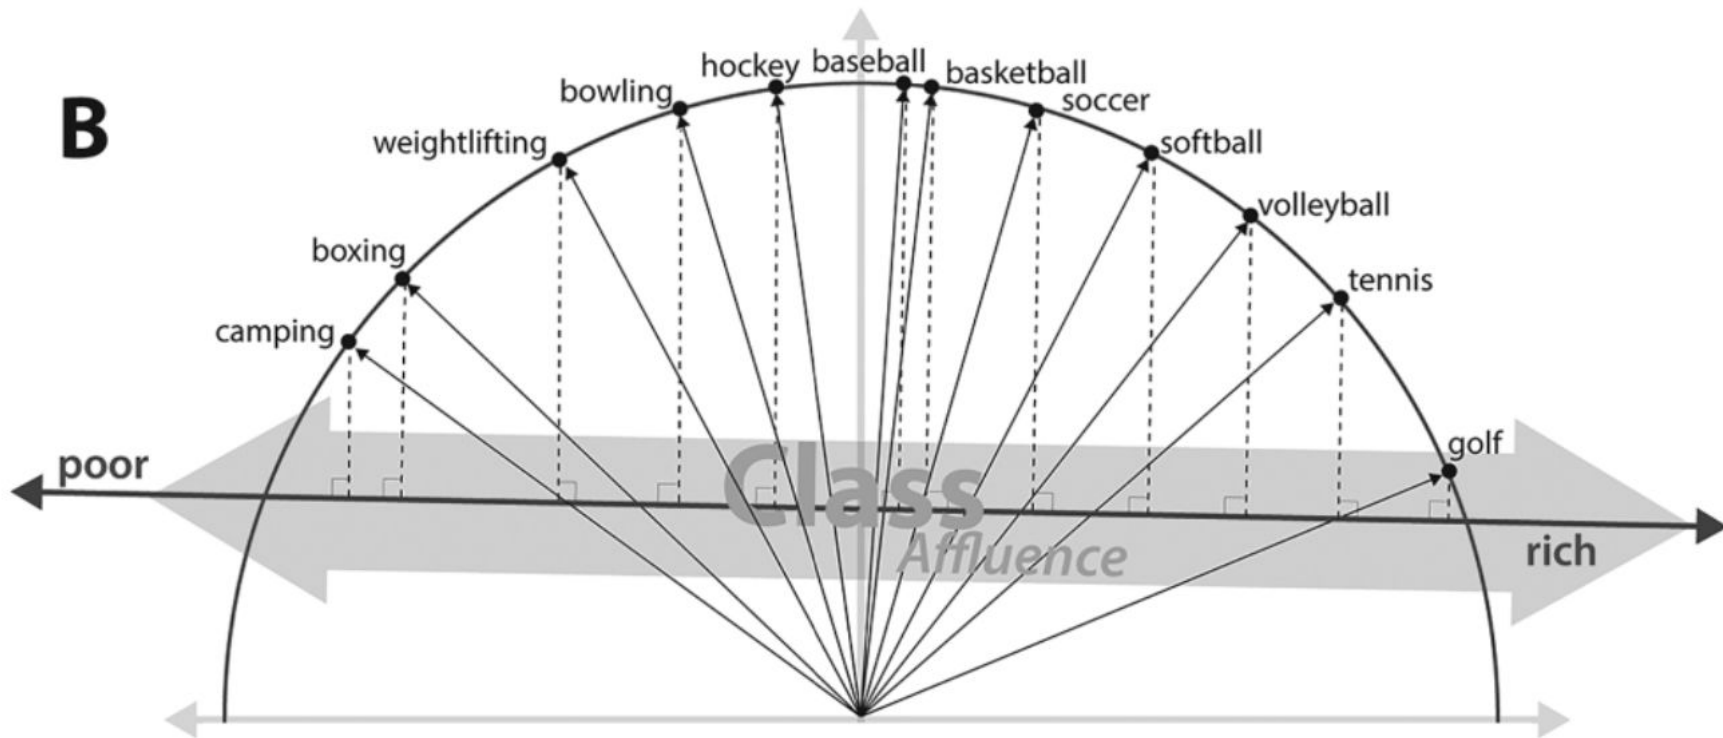 B
hockey
baseball
basketball
bowling
soccer
weightlifting
softball
volleyball
boxing
tennis
camping
golf
poor
Class
Affluence
rich